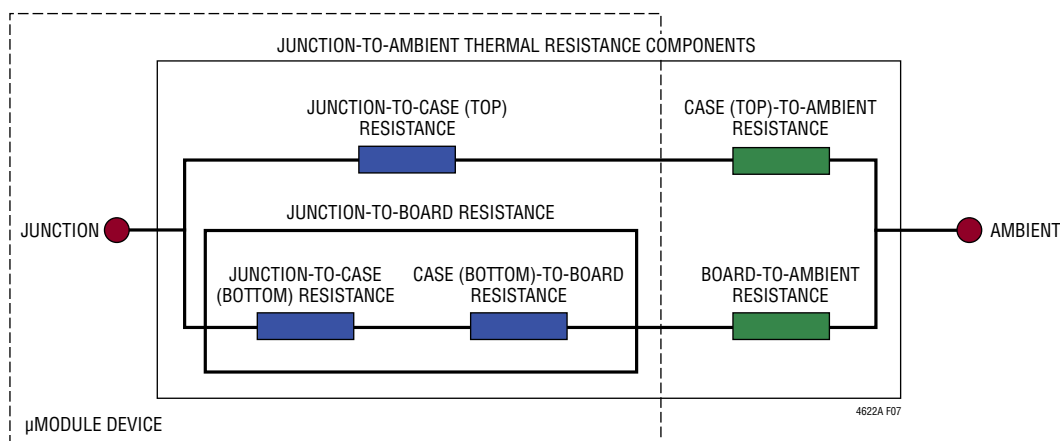 JUNCTION-TO-AMBIENT THERMAL RESISTANCE COMPONENTS
JUNCTION-TO-CASE (TOP)
RESISTANCE
CASE (TOP)-TO-AMBIENT
RESISTANCE
JUNCTION-TO-BOARD RESISTANCE
JUNCTION
AMBIENT
JUNCTION-TO-CASE
(BOTTOM) RESISTANCE
CASE (BOTTOM)-TO-BOARD
RESISTANCE
BOARD-TO-AMBIENT
RESISTANCE
4622A F07
µMODULE DEVICE